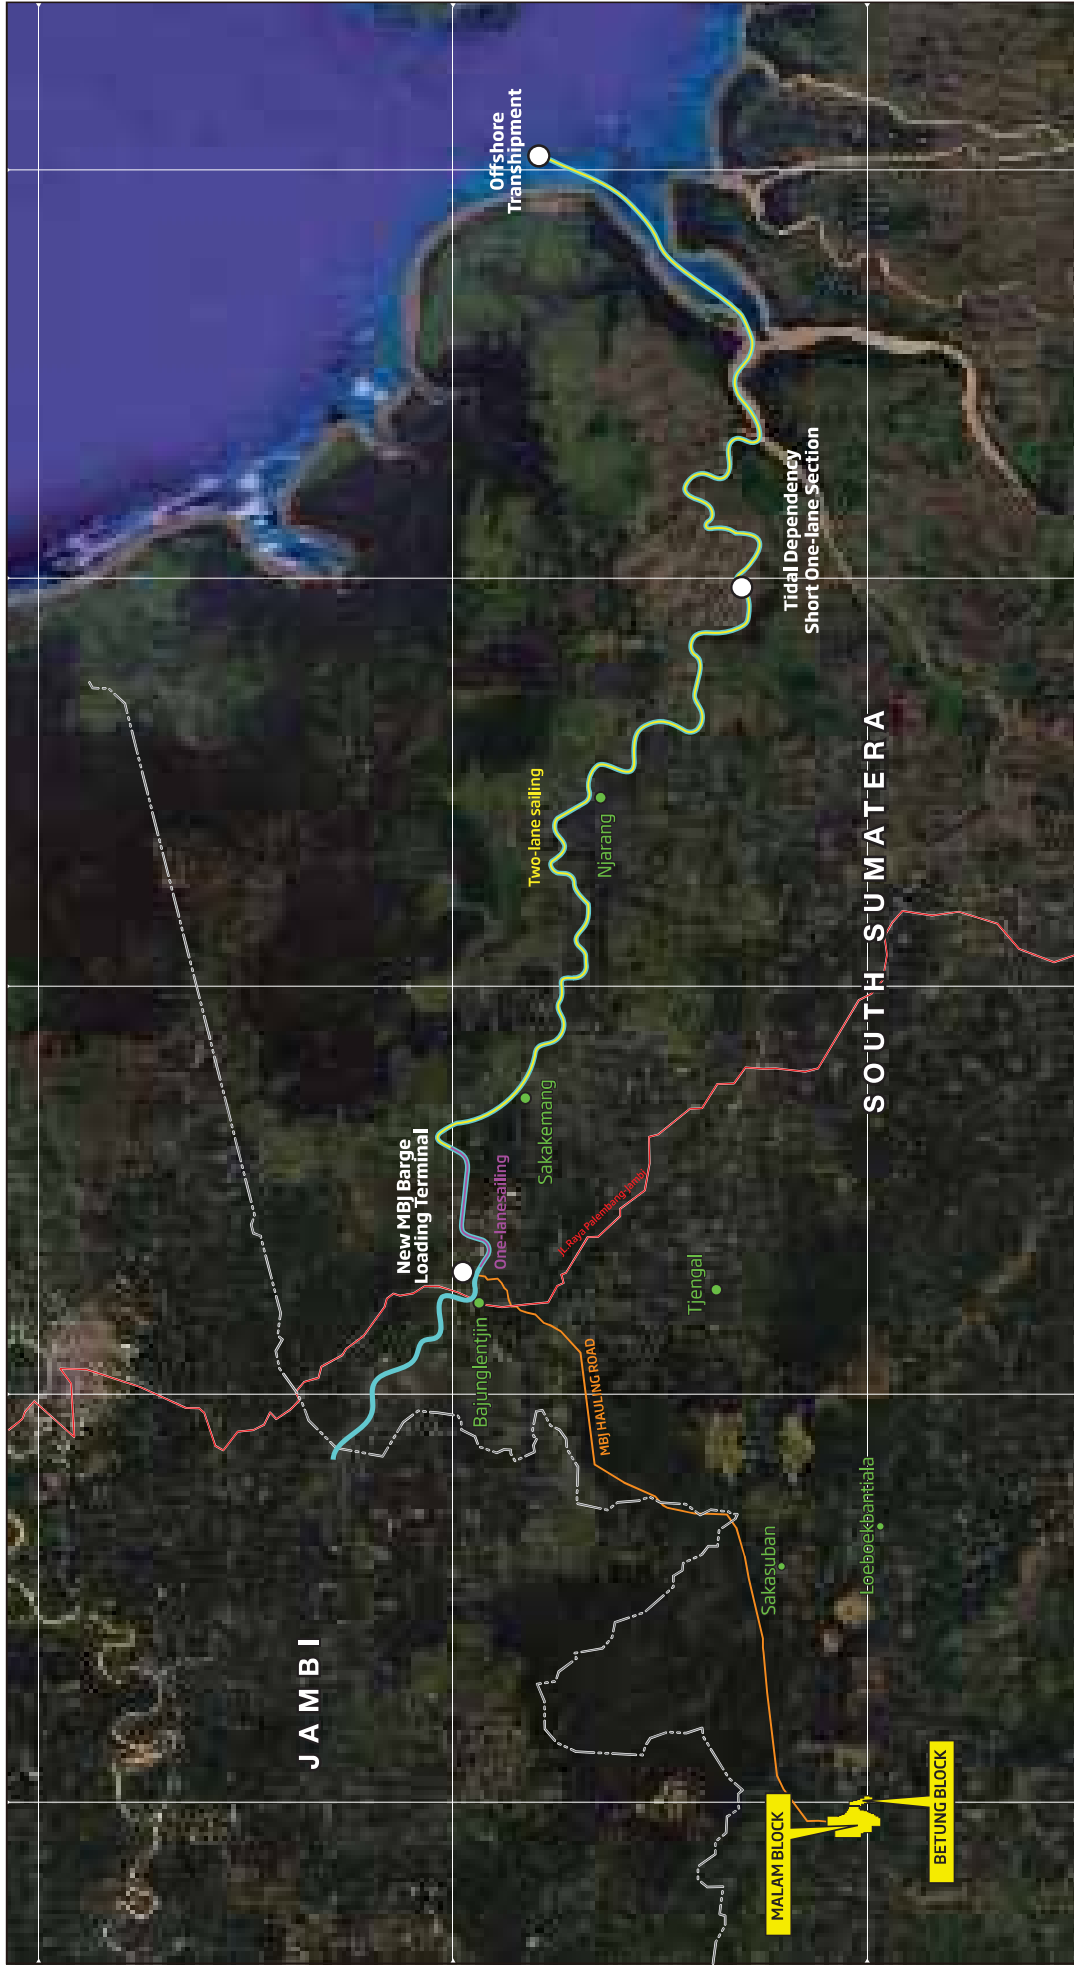 Offshore
Transhipment
Tidal Dependency
Short One-lane Section
Two-lane sailing
Njarang
SOUTH SUMATERA
Sakakemang
New MBJ Barge
Loading Terminal
One-lanesailing
JL.Raya Palembang-jambi
Tjengal
Bajunglentjin
MBJ HAULING ROAD
Sakasuban
Loeboekbantiala
JAMBI
MALAM BLOCK
BETUNG BLOCK